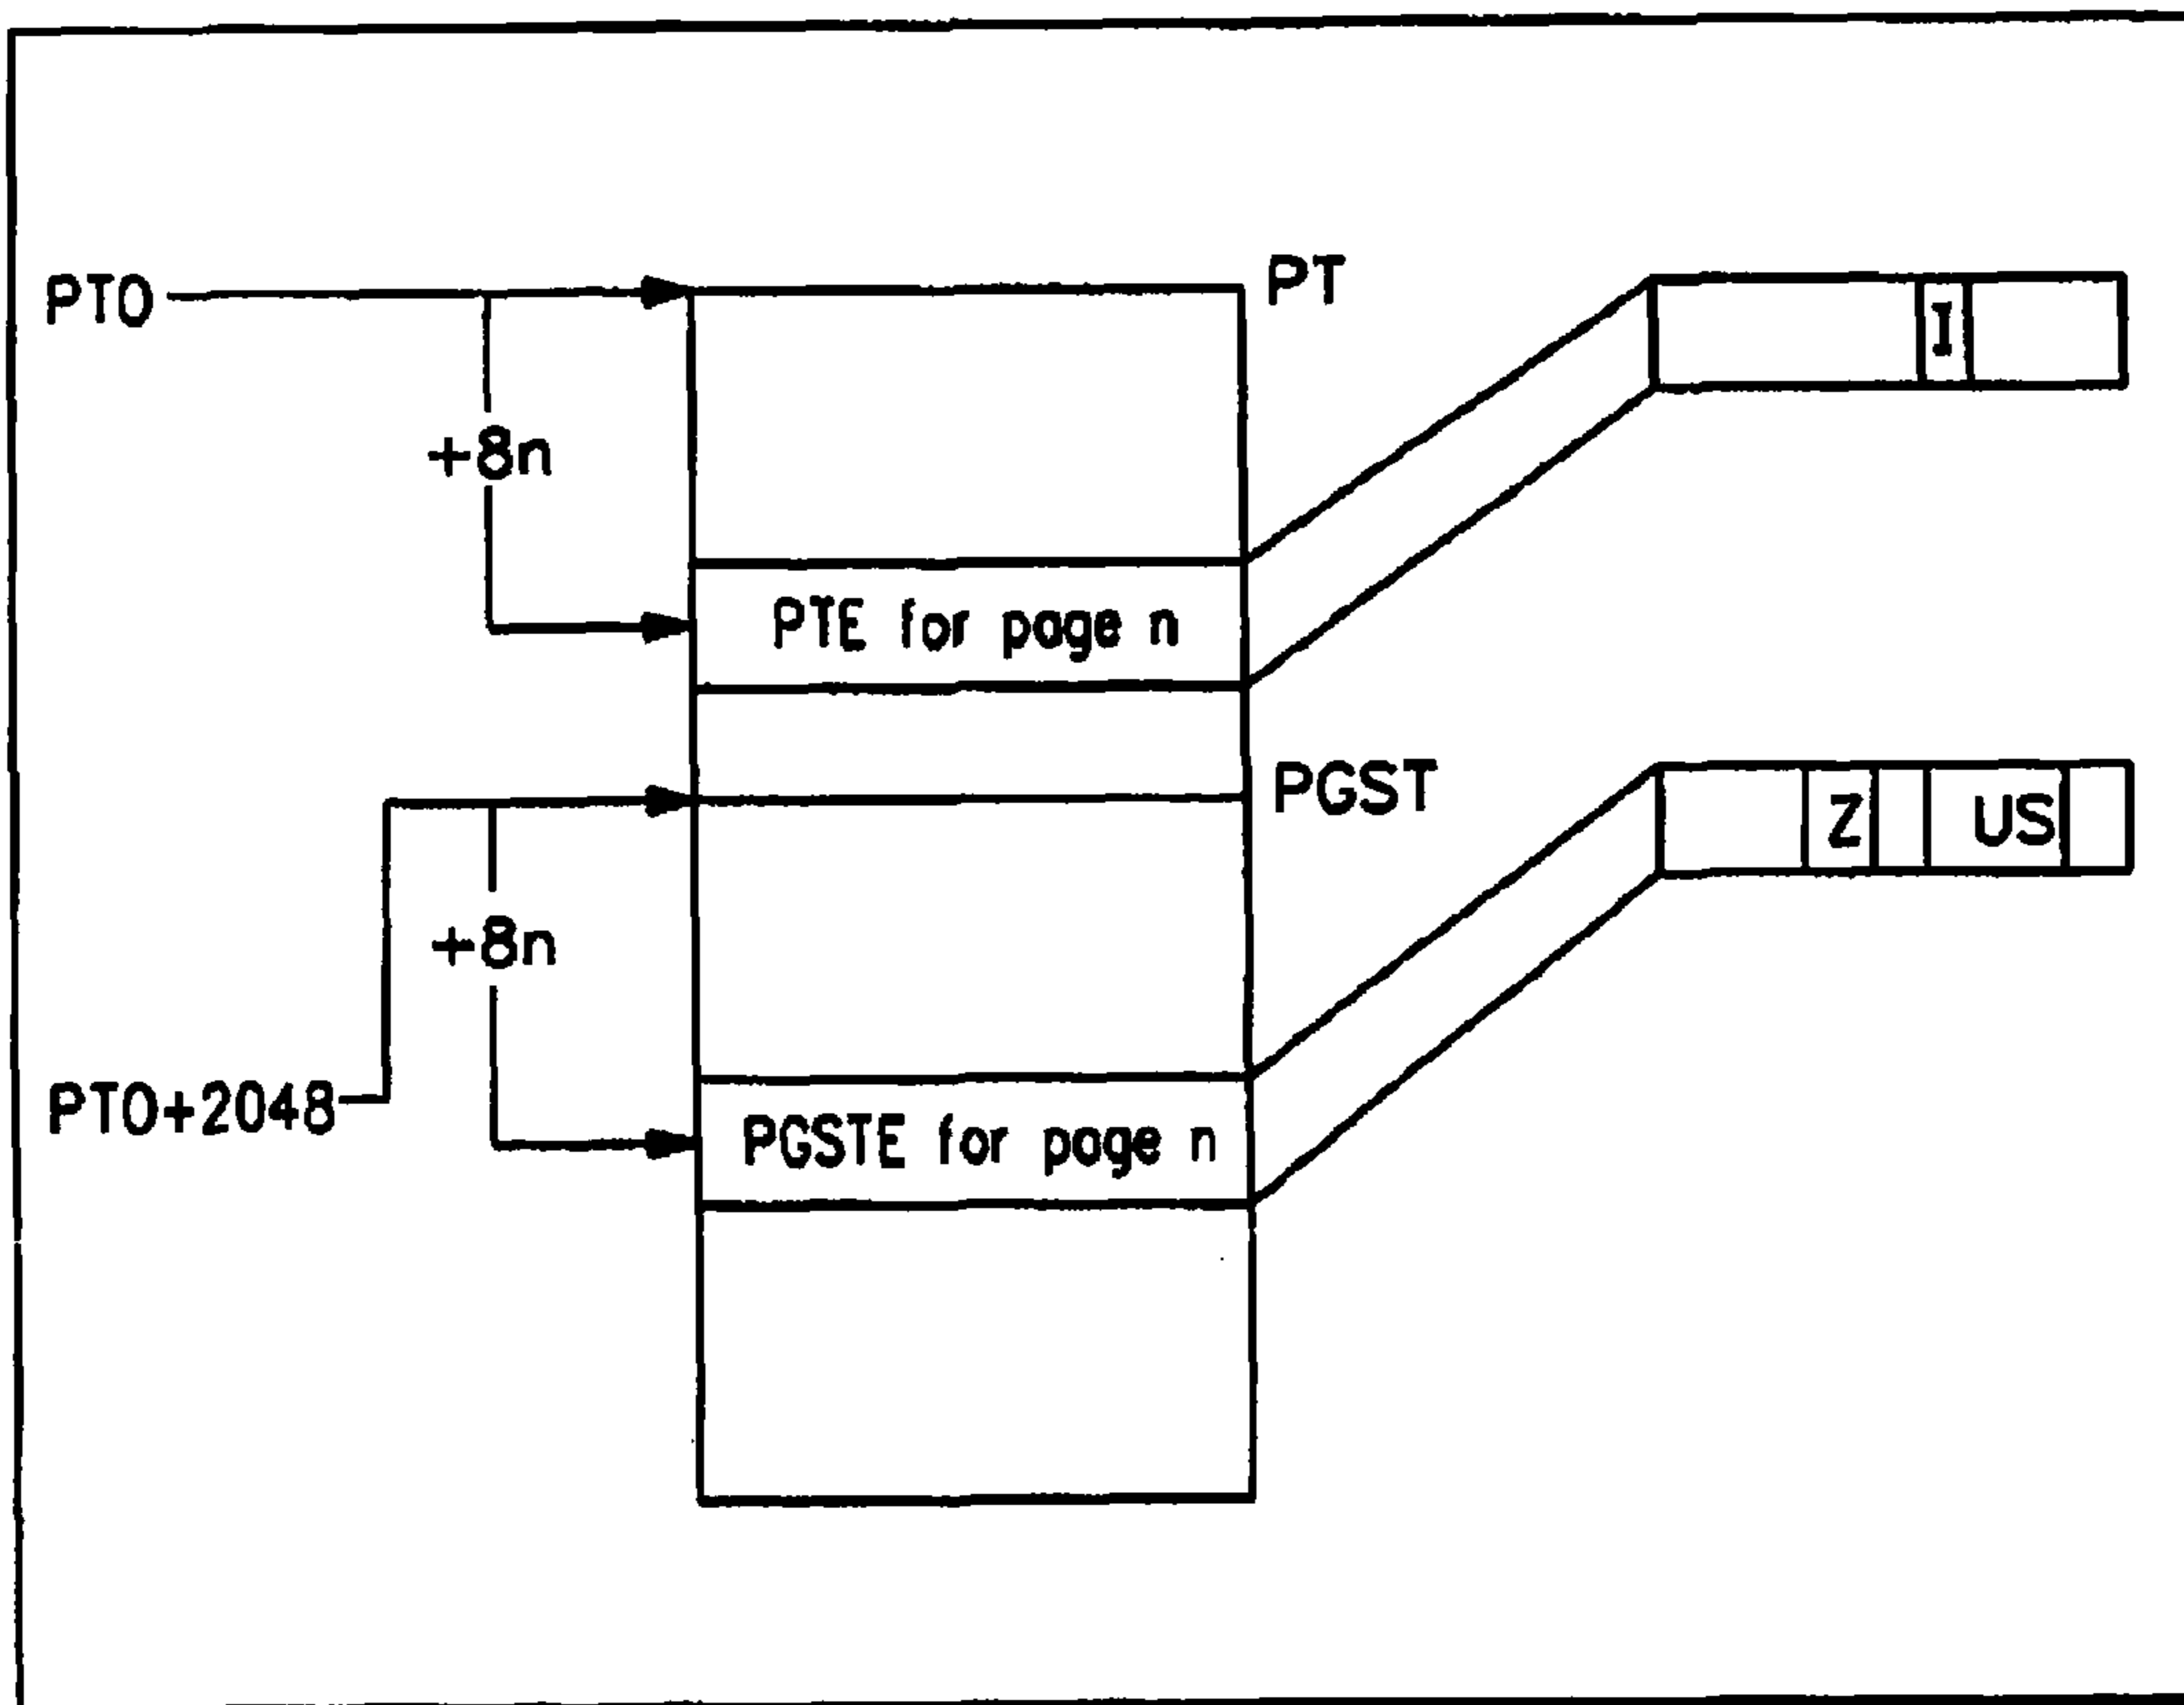 PTO
PT
I
+8n
PTE for page n
PGST
Z
US
+8n
PTO+2048
PGSTE for page n